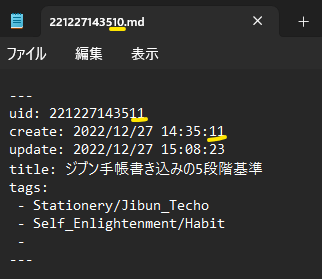 221227143510.md
ファイル 編集 表示
---
uid: 221227143511
create: 2022/12/27 14:35:11
update: 2022/12/27 15:08:23
title: ジブン手帳書き込みの5段階基準
tags:
- Stationery/Jibun_Techo
- Self_Enlightenment/Habit
-
---